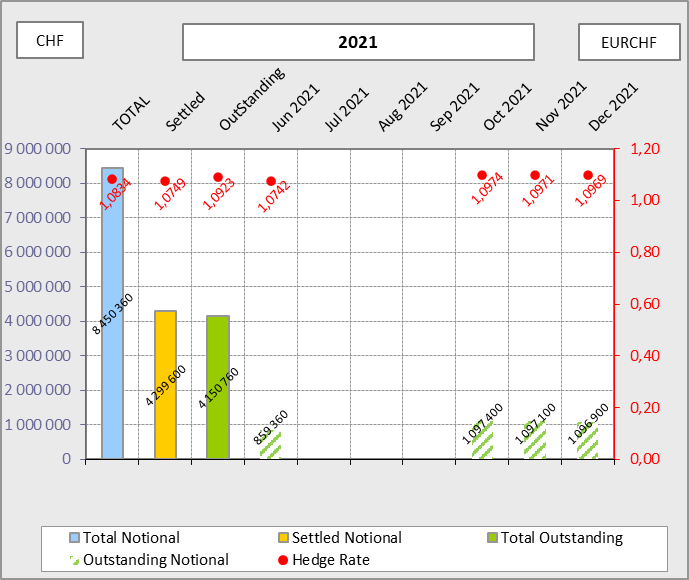 CHF
2021
EURCHF
TOTAL
Settled
OutStanding
Jun 2021
Jul 2021
Aug 2021
Sep 2021
Oct 2021
Nov 2021
Dec 2021
9 000 000
8 000 000
7 000 000
6 000 000
5 000 000
4 000 000
3 000 000
2 000 000
1 000 000
0
1,20
1,00
0,80
0,60
0,40
0,20
0,00
1,0834
1,0749
1,0923
1,0742
1,0974
1,0971
1,0969
8 450 360
4 299 600
4 150 760
859 360
1 097 400
1 097 100
1 096 900
Total Notional
Settled Notional
Total Outstanding
Outstanding Notional
Hedge Rate